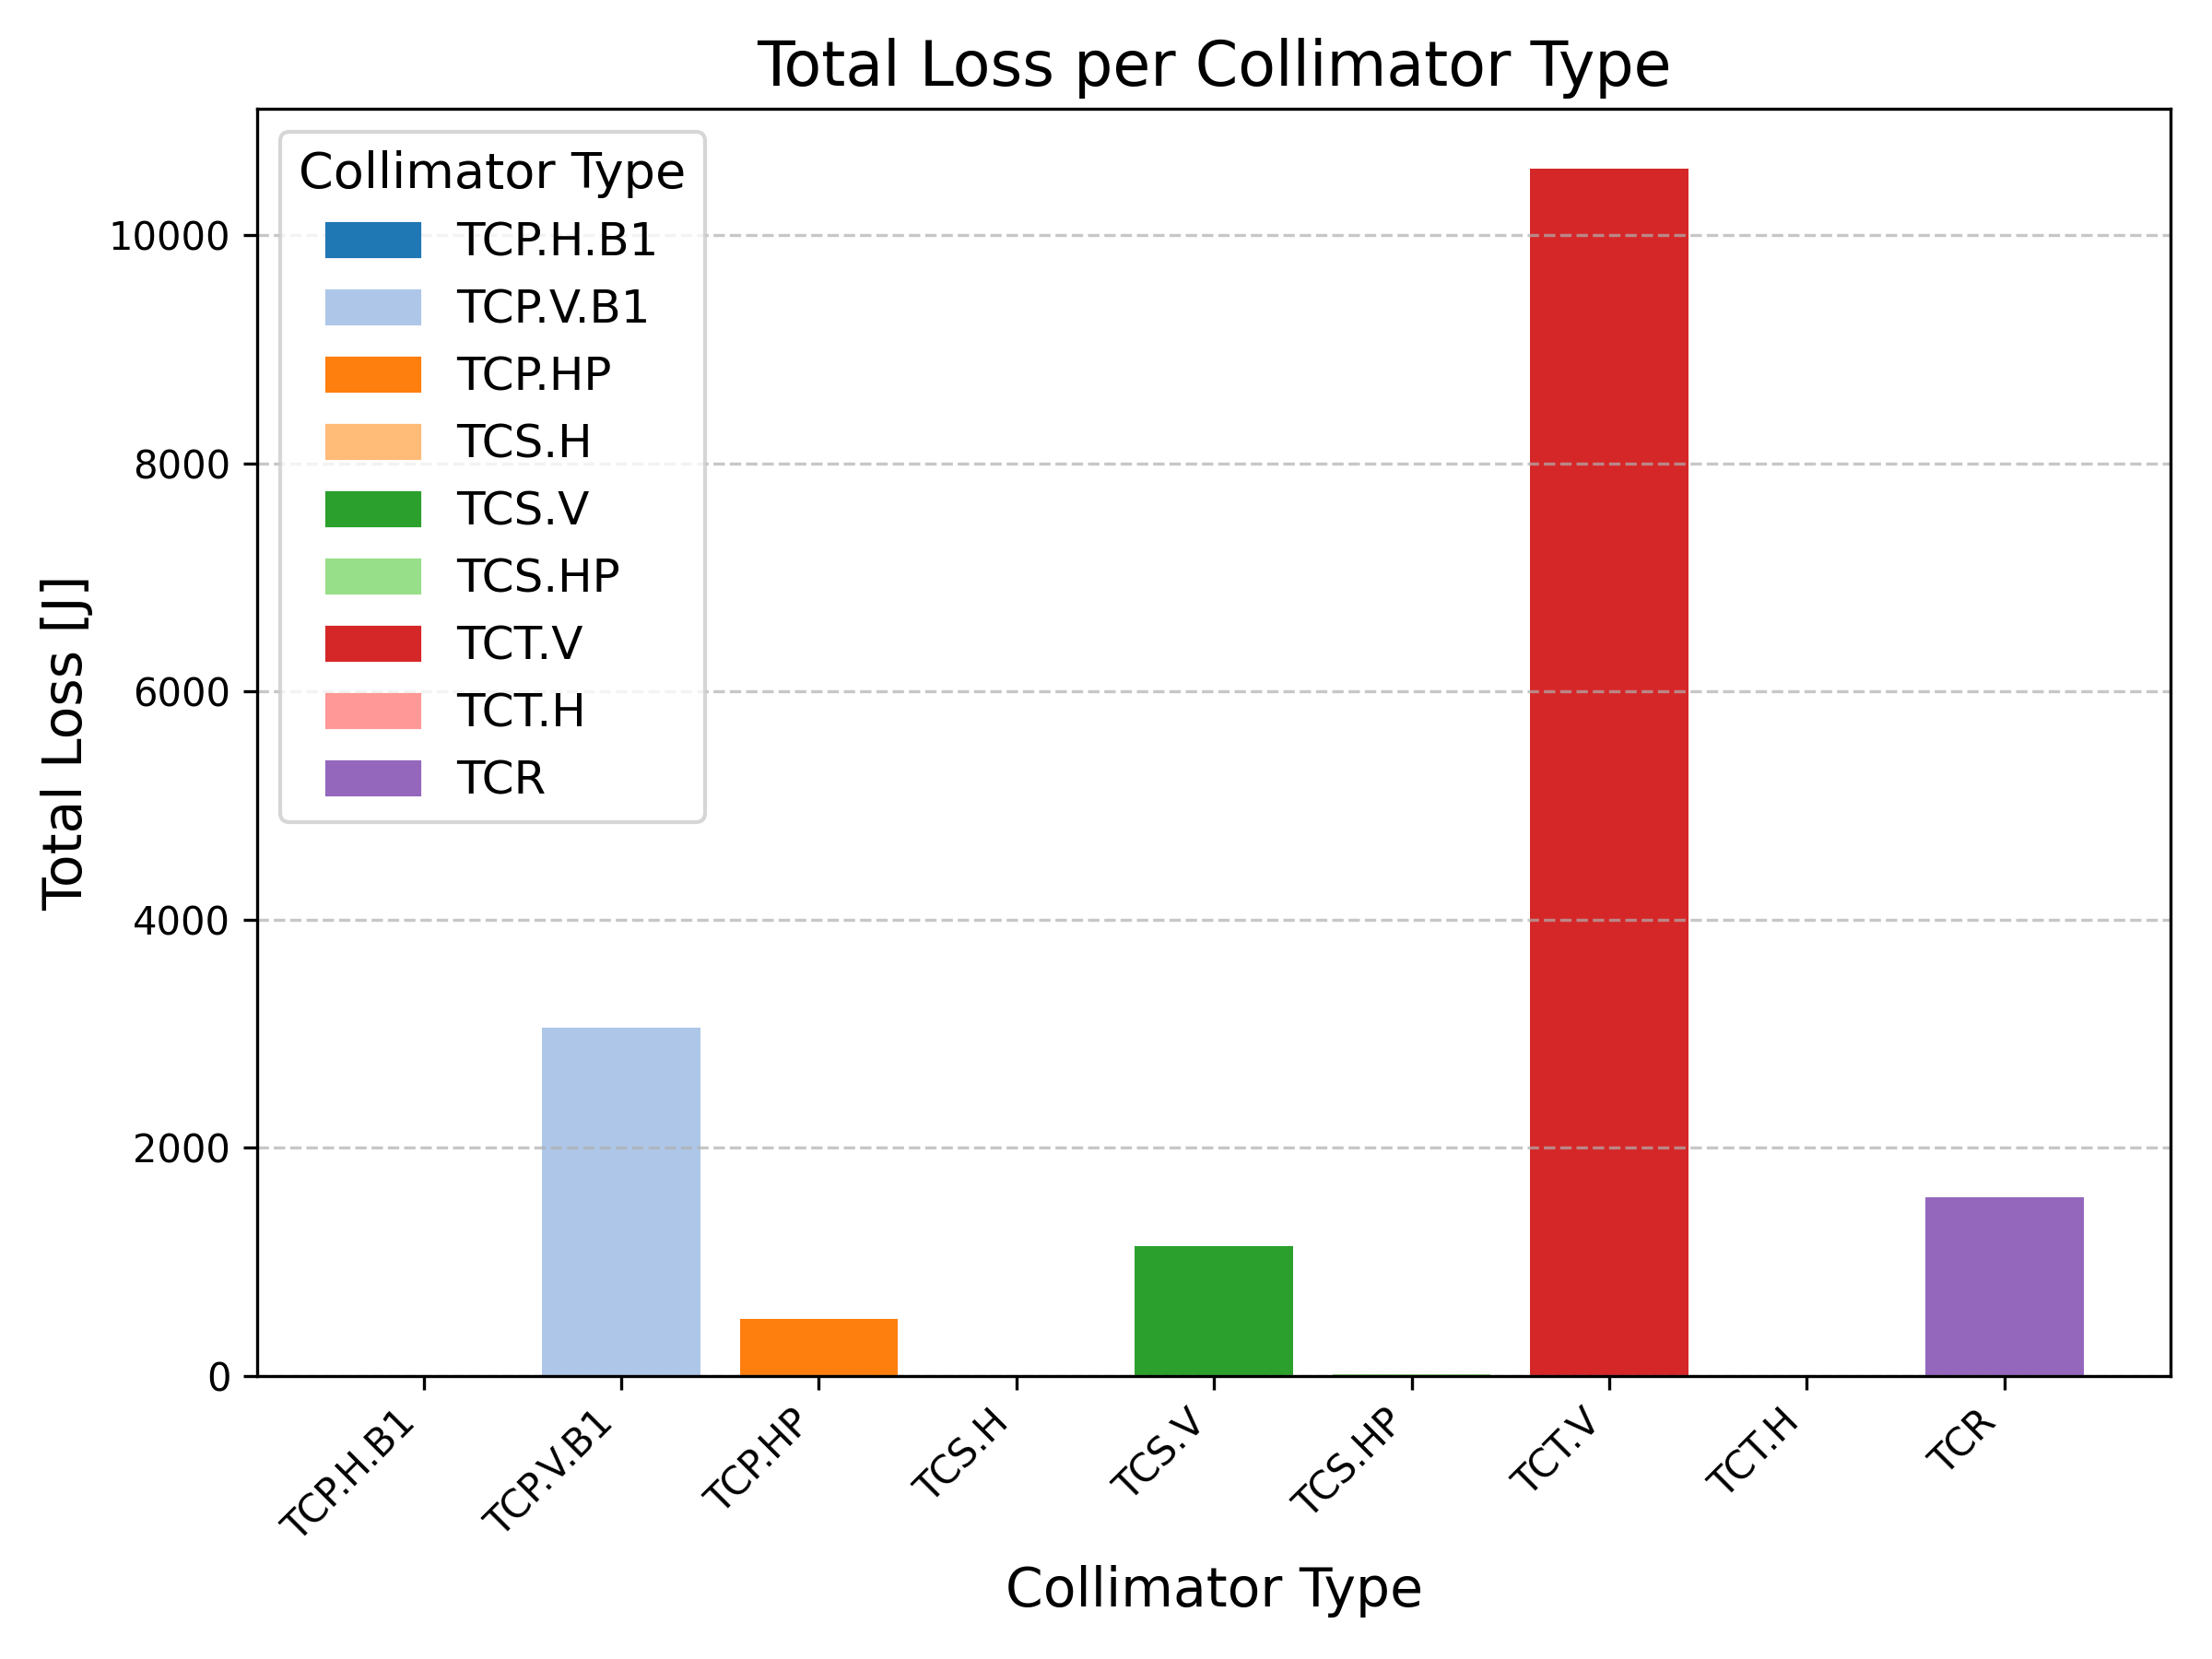 Total Loss per Collimator Type
Collimator Type
TCP.H.B1
TCP.V.B1
TCP.HP
TCS.H
TCS.V
TCS.HP
TCT.V
TCT.H
TCR
Total Loss [J]
10000
8000
6000
4000
2000
0
TCP.H.B1
TCP.V.B1
TCP.HP
TCS.H
TCS.V
TCS.HP
TCT.V
TCT.H
TCR
Collimator Type